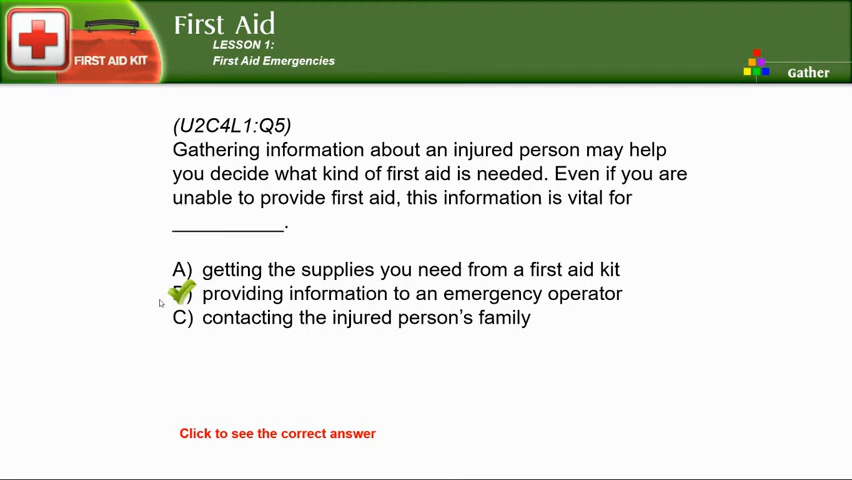 First Aid
LESSON 1:
First Aid Emergencies
FIRST AID KIT
Gather
(U2C4L1:Q5)
Gathering information about an injured person may help
you decide what kind of first aid is needed. Even if you are
unable to provide first aid, this information is vital for
___________.
A) getting the supplies you need from a first aid kit
providing information to an emergency operator
C) contacting the injured person’s family
Click to see the correct answer